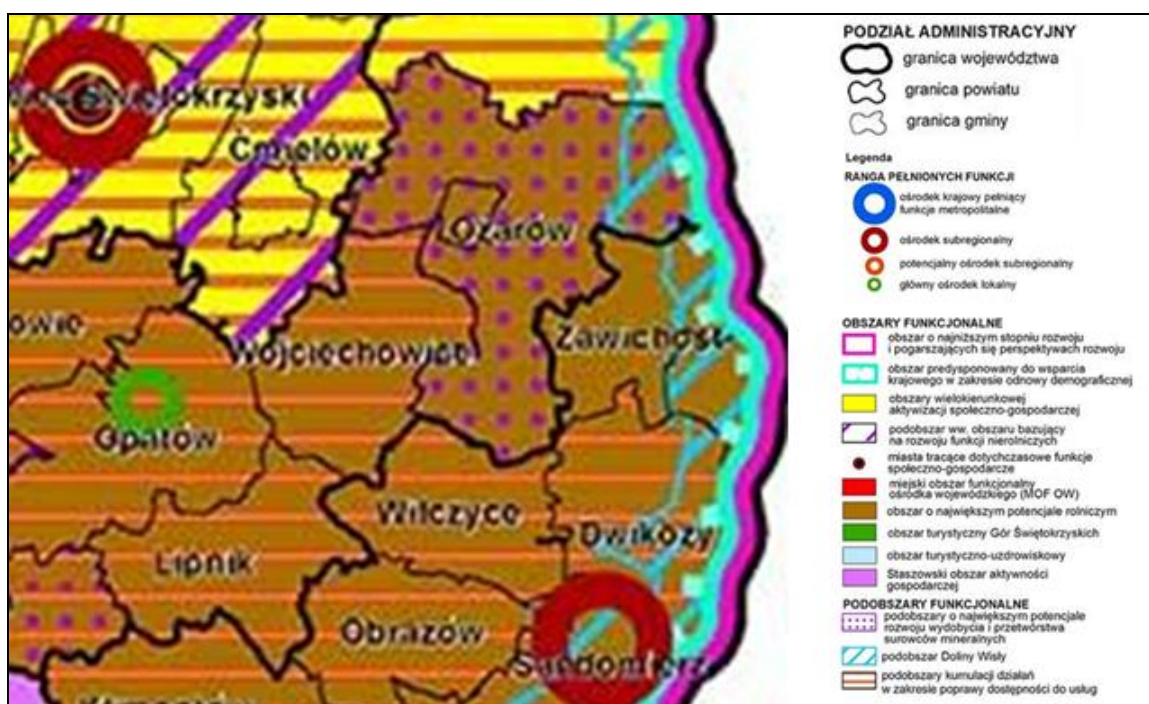 Świętokrzyski
Ćmielów
Ożarów
owie
Wojciechowice
Zawichost
Opatów
Wilczyce
Dwikozy
Lipnik
Obrazów
Sandomierz
PODZIAŁ ADMINISTRACYJNY
granica województwa
granica powiatu
granica gminy
Legenda
RANGA PEŁNIONYCH FUNKCJI
ośrodek krajowy pełniący
funkcje metropolitalne
ośrodek subregionalny
potencjalny ośrodek subregionalny
główny ośrodek lokalny
OBSZARY FUNKCJONALNE
obszar o najniższym stopniu rozwoju
i pogarszających się perspektywach rozwoju
obszar predysponowany do wsparcia
krajowego w zakresie odnowy demograficznej
obszary wielokierunkowej
aktywizacji społeczno-gospodarczej
podobszar ww. obszaru bazujący
na rozwoju funkcji nierolniczych
miasta tracące dotychczasowe funkcje
społeczno-gospodarcze
miejski obszar funkcjonalny
ośrodka wojewódzkiego (MOF OW)
obszar o największym potencjale rolniczym
obszar turystyczny Gór Świętokrzyskich
obszar turystyczno-uzdrowiskowy
Staszowski obszar aktywności
gospodarczej
PODOBSZARY FUNKCJONALNE
podobszary o największym potencjale
rozwoju wydobycia i przetwórstwa
surowców mineralnych
podobszar Doliny Wisły
podobszary kumulacji działań
w zakresie poprawy dostępności do usług